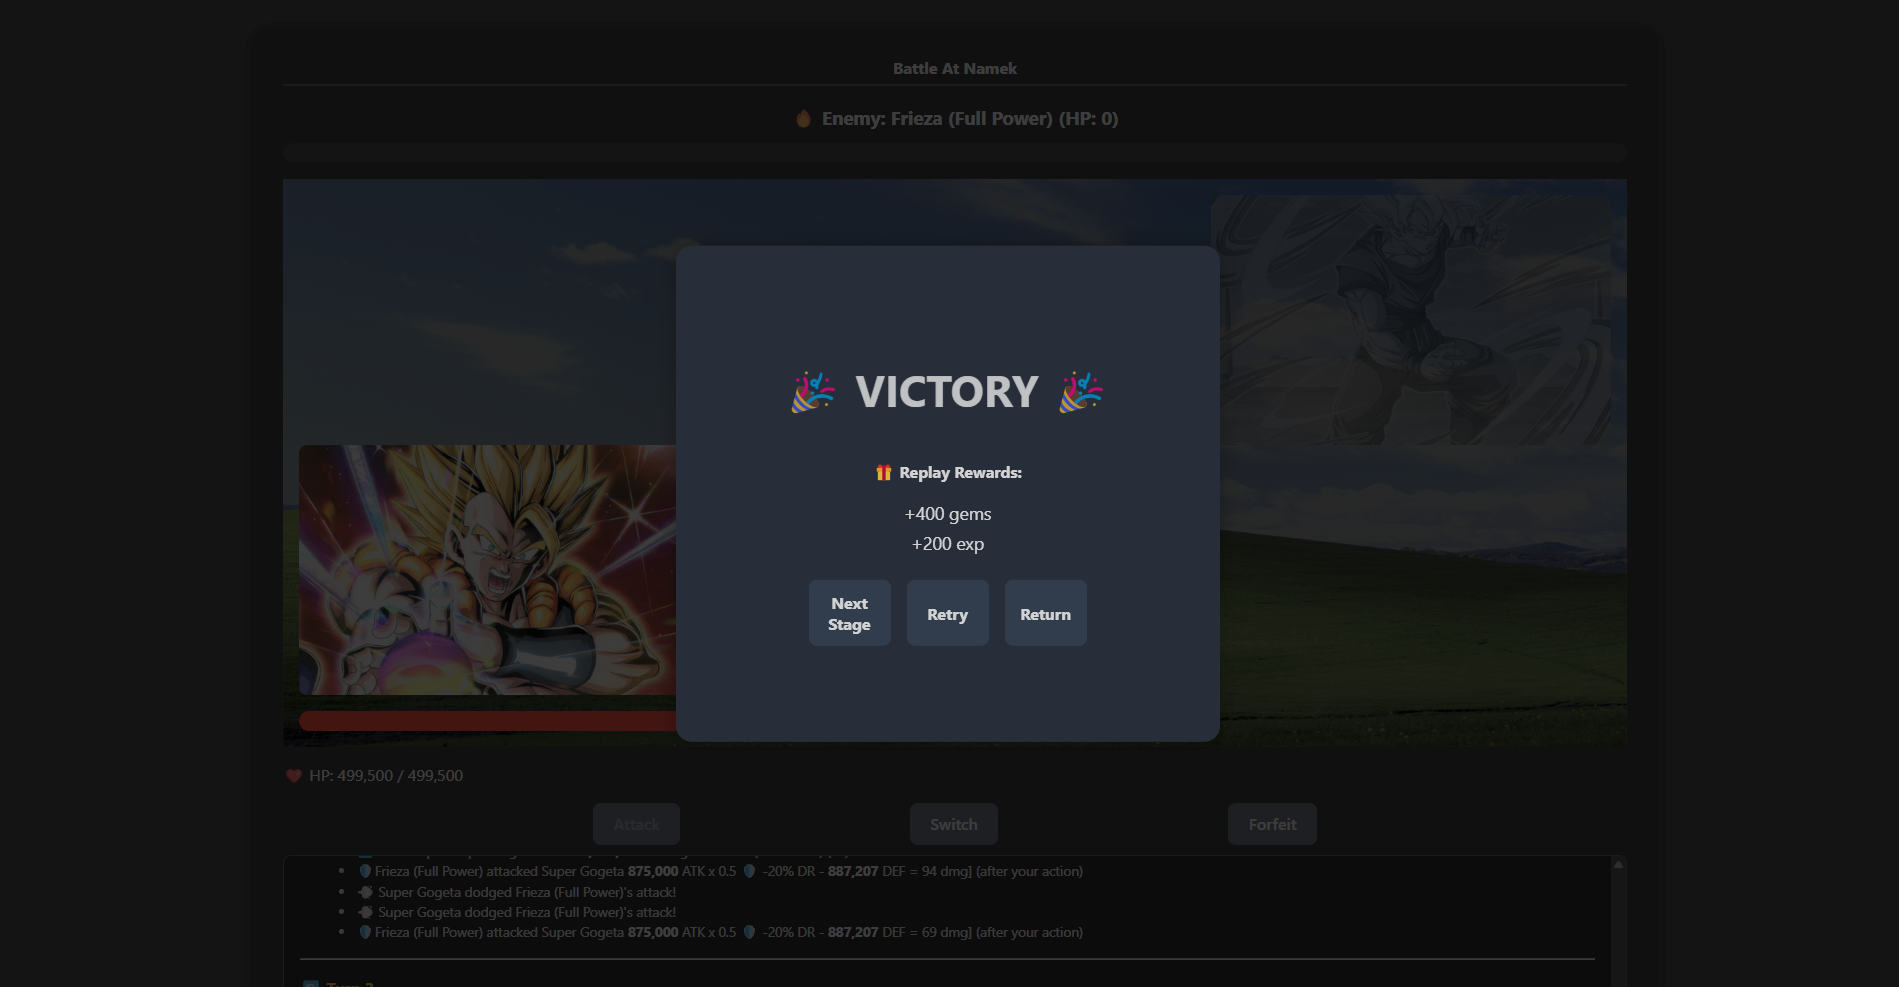 Battle At Namek
Enemy: Frieza (Full Power) (HP: 0)
VICTORY
Replay Rewards:
+400 gems
+200 exp
Next
Stage
Retry
Return
HP: 499,500 / 499,500
Attack
Switch
Forfeit
Frieza (Full Power) attacked Super Gogeta 875,000 ATK x 0.5 -20% DR - 887,207 DEF = 94 dmg] (after your action)
Super Gogeta dodged Frieza (Full Power)'s attack!
Super Gogeta dodged Frieza (Full Power)'s attack!
Frieza (Full Power) attacked Super Gogeta 875,000 ATK x 0.5 -20% DR - 887,207 DEF = 69 dmg] (after your action)